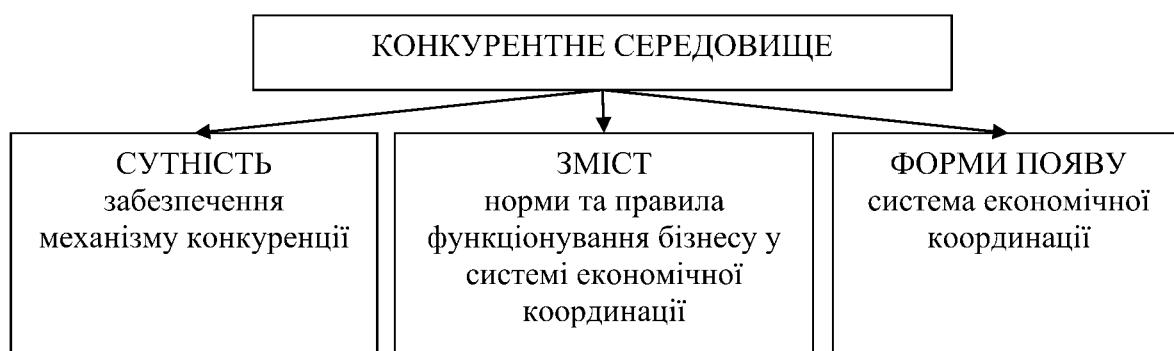 КОНКУРЕНТНЕ СЕРЕДОВИЩЕ
СУТНІСТЬ
забезпечення
механізму конкуренції
ЗМІСТ
норми та правила
функціонування бізнесу у
системі економічної
координації
ФОРМИ ПОЯВУ
система економічної
координації